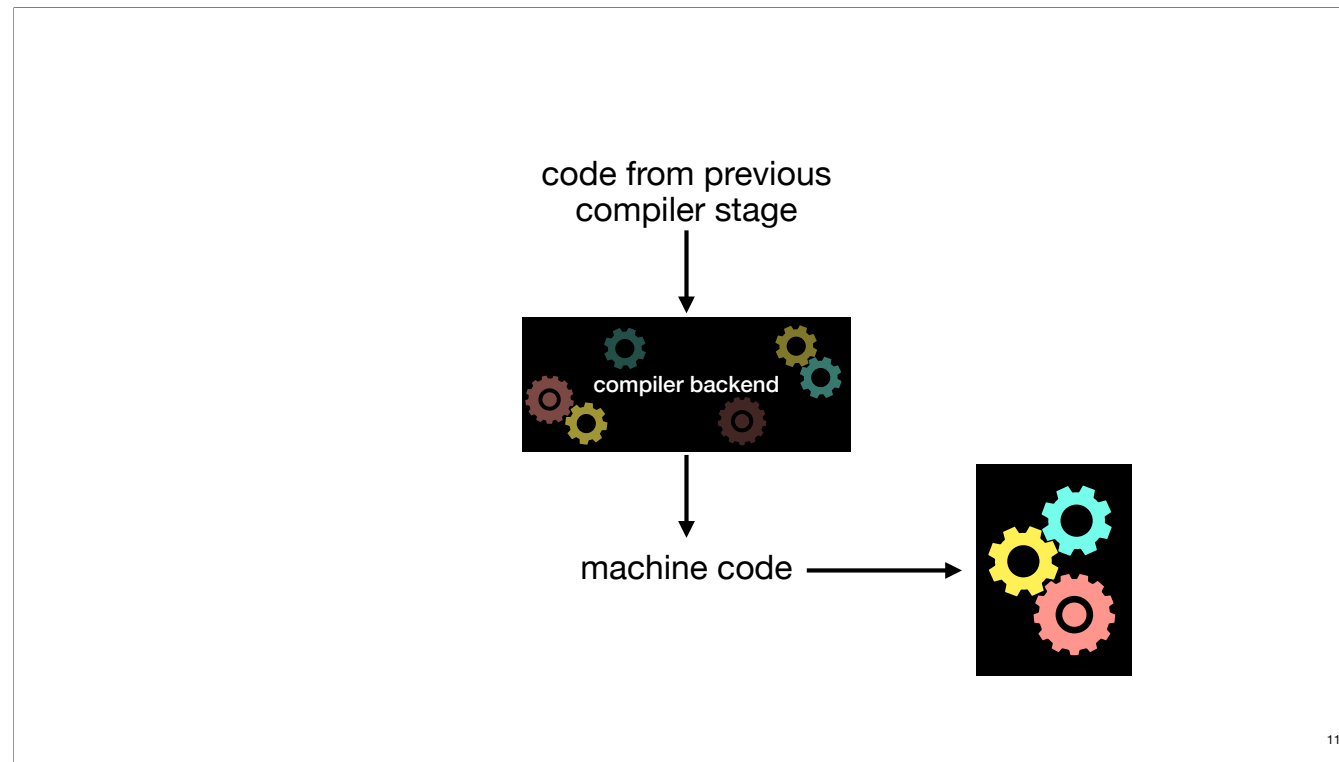 code from previous
compiler stage
compiler backend
machine code
11